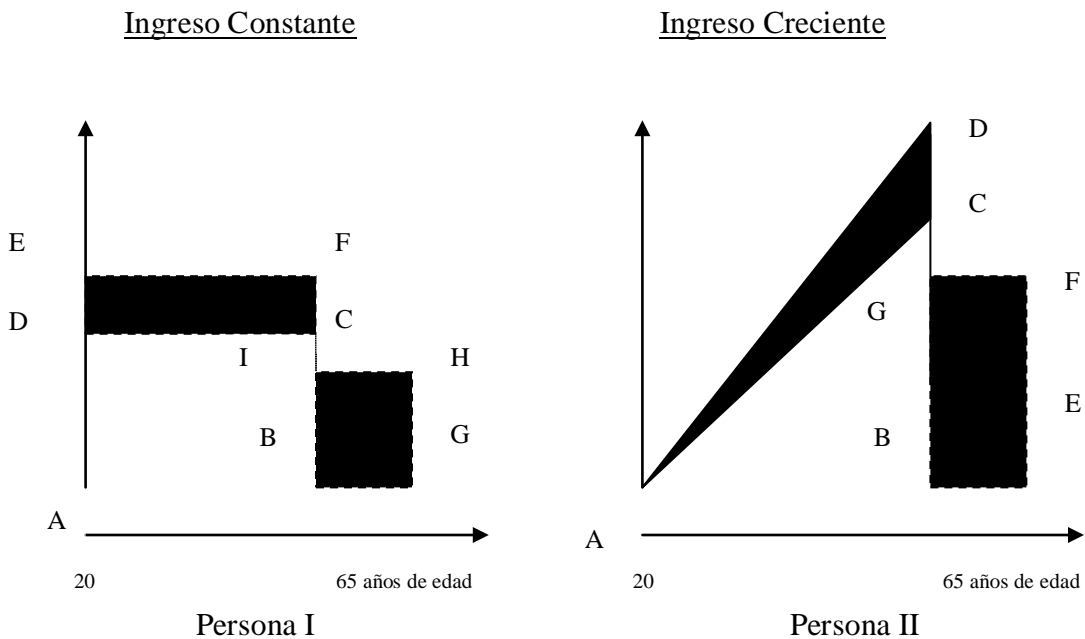 Ingreso Constante
Ingreso Creciente
E
F
D
C
I
H
B
G
A
20
65 años de edad
Persona I
D
C
F
G
E
B
A
20
65 años de edad
Persona II